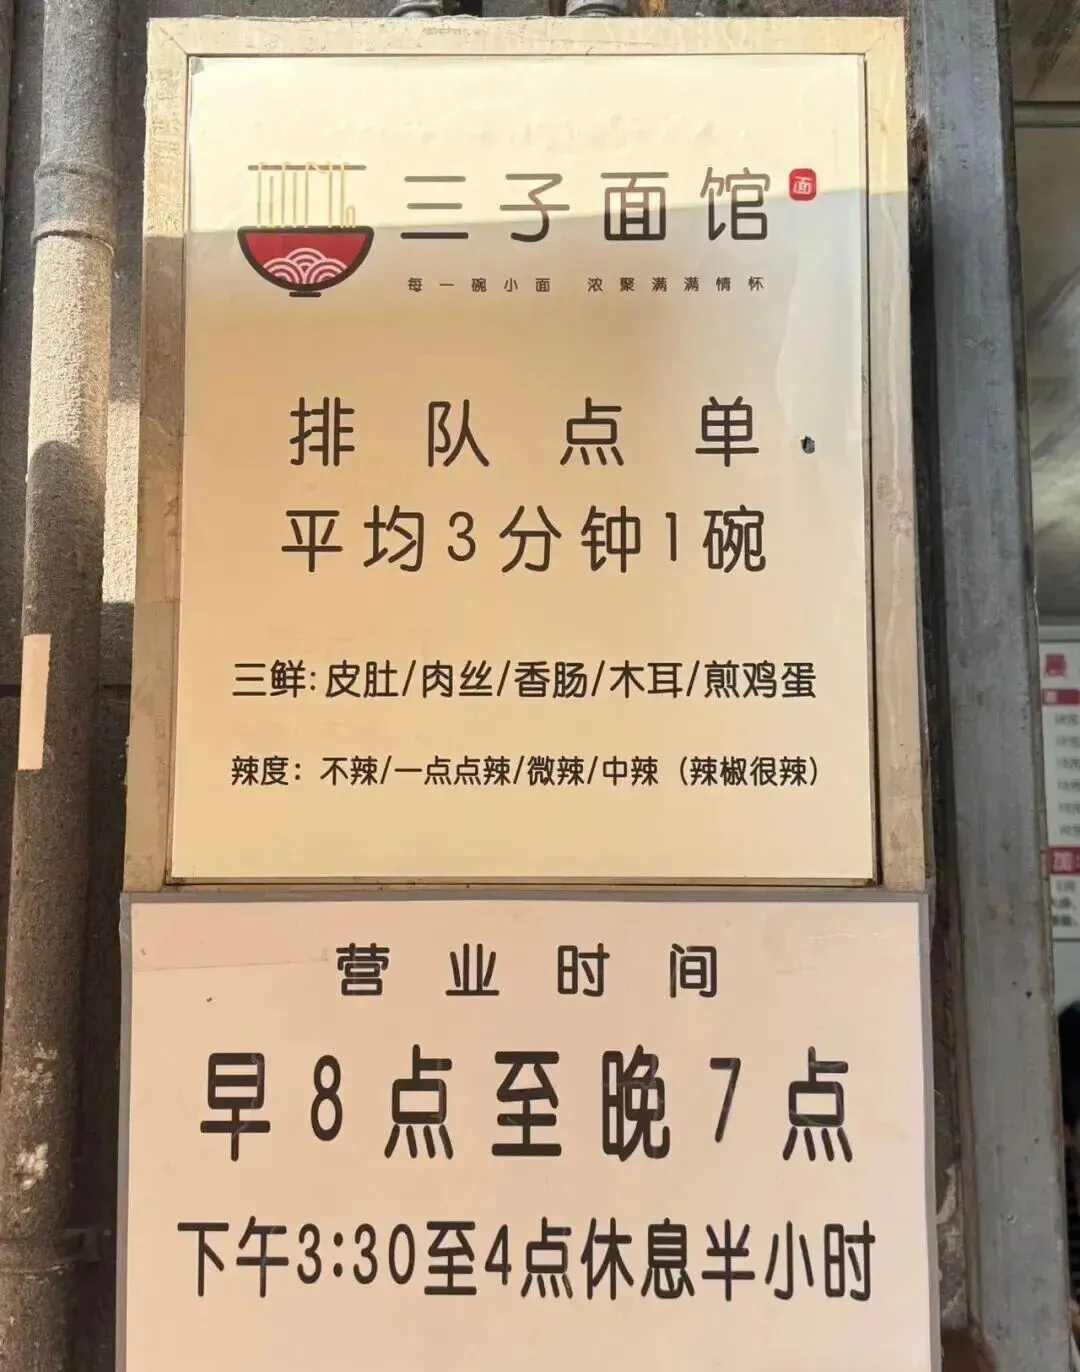 三子面馆
面
每一碗小面 浓聚满满情怀
排队点单
平均3分钟1碗
三鲜:皮肚/肉丝/香肠/木耳/煎鸡蛋
辣度：不辣/一点点辣/微辣/中辣（辣椒很辣）
营业时间
早8点至晚7点
下午3:30至4点休息半小时